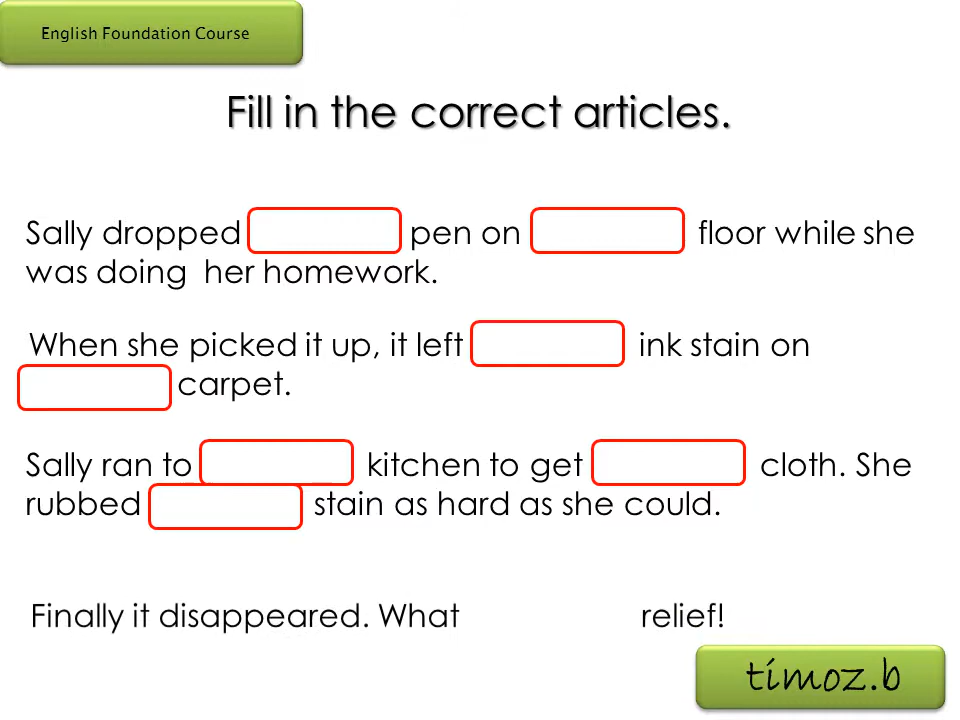 English Foundation Course
Fill in the correct articles.
Sally dropped pen on floor while she
was doing her homework.
When she picked it up, it left ink stain on
carpet.
Sally ran to kitchen to get cloth. She
rubbed stain as hard as she could.
Finally it disappeared. What relief!
timoz.b